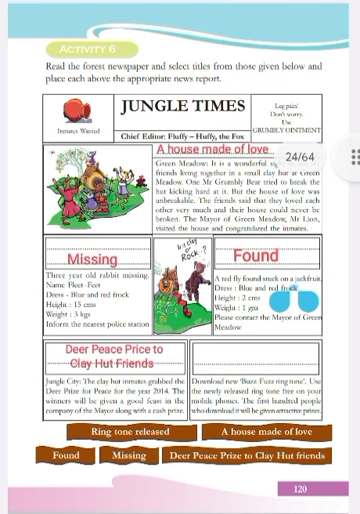 ACTIVITY 6
Read the forest newspaper and select titles from those given below and
place each above the appropriate news report.
JUNGLE TIMES
Inmates Wanted
Chief Editor: Fluffy – Huffy, the Fox
Leg pain?
Don't worry.
Use
GRUMBLY OINTMENT
A house made of love...
24/64
Green Meadow: It is a wonderful
friends living together in a small clay hut at Green
Meadow. One Mr Grumbly Bear tried to break the
hut kicking hard at it. But the house of love was
unbreakable. The friends said that they loved each
other very much and their house could never be
broken. The Mayor of Green Meadow, Mr Lion,
visited the house and congratulated the inmates.
Missing
Three year old rabbit missing.
Name: Fleet-Feet
Dress - Blue and red frock
Height : 15 cms
Weight : 3 kgs
Inform the nearest police station
Is it clay
or
Rock..?
Found
A red fly found stuck on a jackfruit.
Dress : Blue and red frock
Height : 2 cms
Weight : 1 gm
Please contact the Mayor of Green
Meadow
Deer Peace Prize to
Clay Hut Friends
Jungle City: The clay hut inmates grabbed the
Deer Prize for Peace for the year 2014. The
winners will be given a good feast in the
company of the Mayor along with a cash prize.
Download new 'Buzz Fuzz ring tone'. Use
the newly released ring tone free on your
mobile phones. The first hundred people
who download it will be given attractive prizes.
Ring tone released
A house made of love
Found
Missing
Deer Peace Prize to Clay Hut friends
120